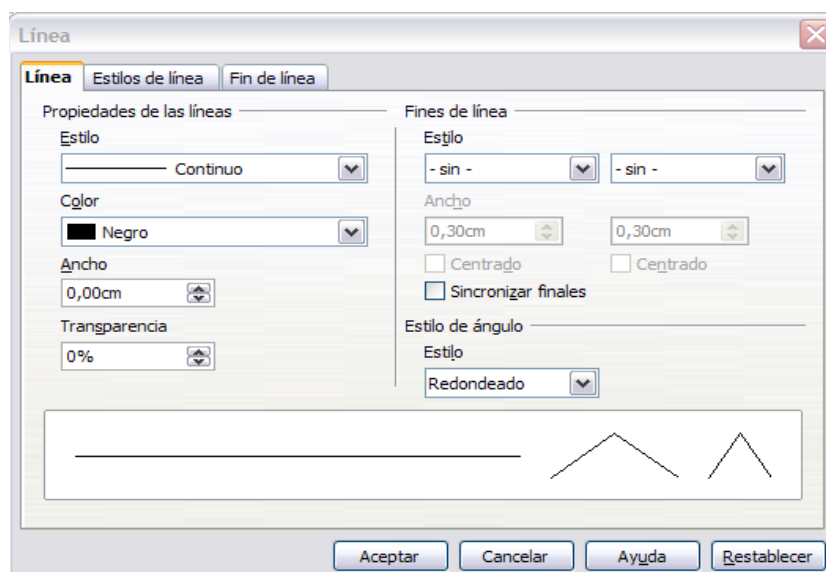 Línea
Línea Estilos de línea Fin de línea
Propiedades de las líneas
Estilo
Continuo
Color
Negro
Ancho
0,00cm
Transparencia
0%
Fines de línea
Estilo
- sin - - sin -
Ancho
0,30cm 0,30cm
Centrado Centrado
Sincronizar finales
Estilo de ángulo
Estilo
Redondeado
Aceptar Cancelar Ayuda Restablecer